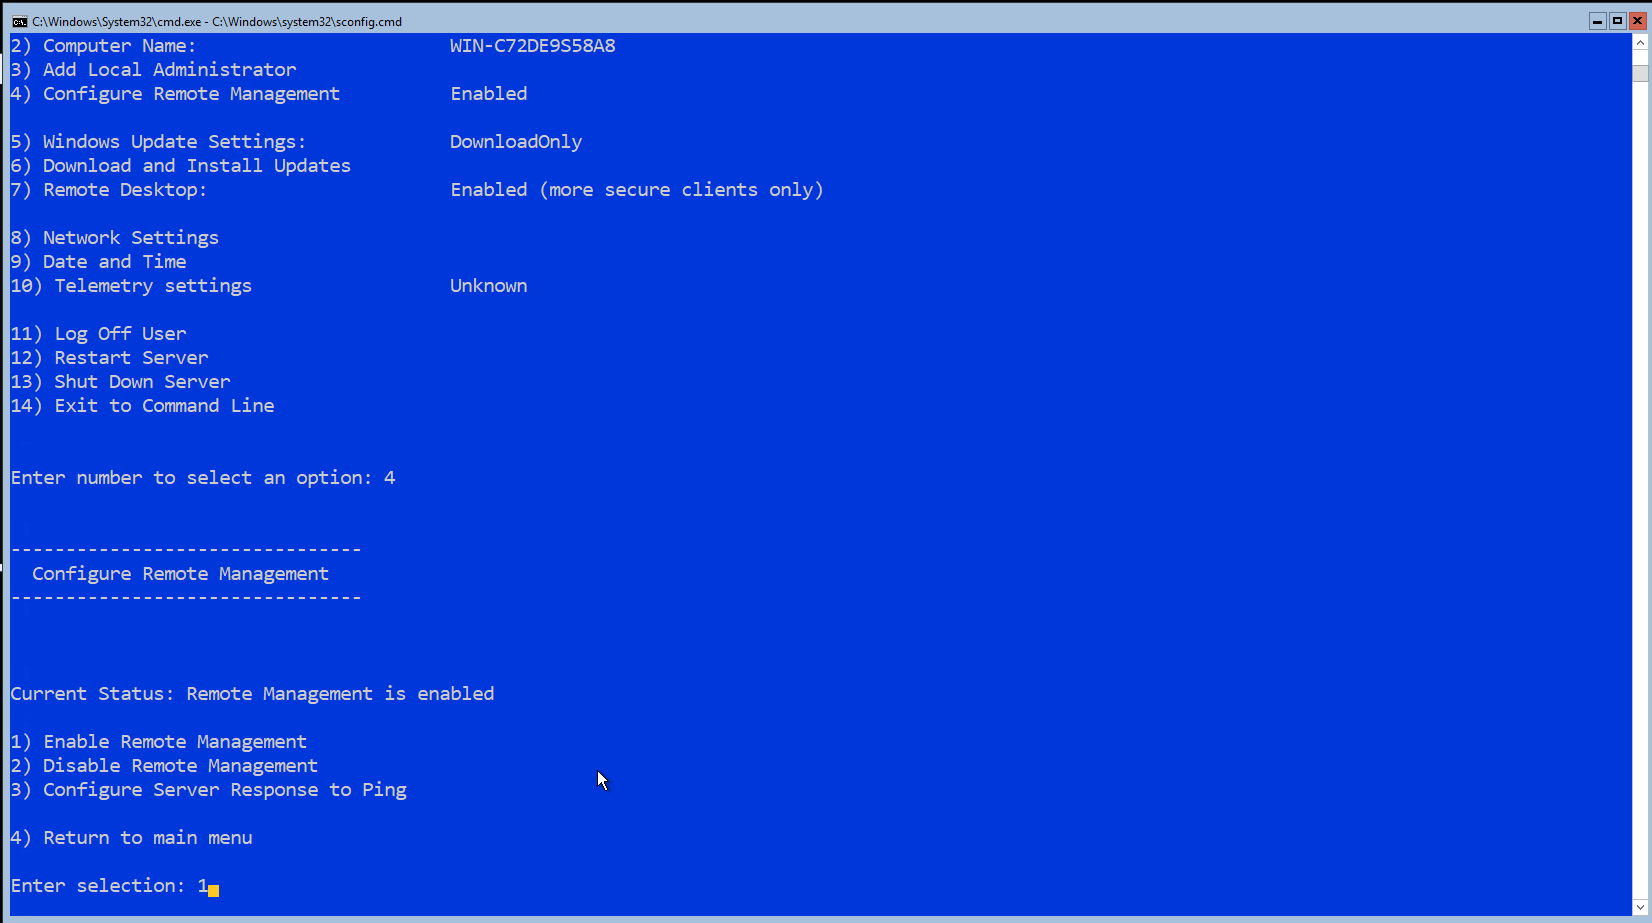 C:\Windows\System32\cmd.exe - C:\Windows\system32\sconfig.cmd
2) Computer Name: WIN-C72DE9S58A8
3) Add Local Administrator
4) Configure Remote Management Enabled
5) Windows Update Settings: DownloadOnly
6) Download and Install Updates
7) Remote Desktop: Enabled (more secure clients only)
8) Network Settings
9) Date and Time
10) Telemetry settings Unknown
11) Log Off User
12) Restart Server
13) Shut Down Server
14) Exit to Command Line
Enter number to select an option: 4
--------------------------------
Configure Remote Management
--------------------------------
Current Status: Remote Management is enabled
1) Enable Remote Management
2) Disable Remote Management
3) Configure Server Response to Ping
4) Return to main menu
Enter selection: 1